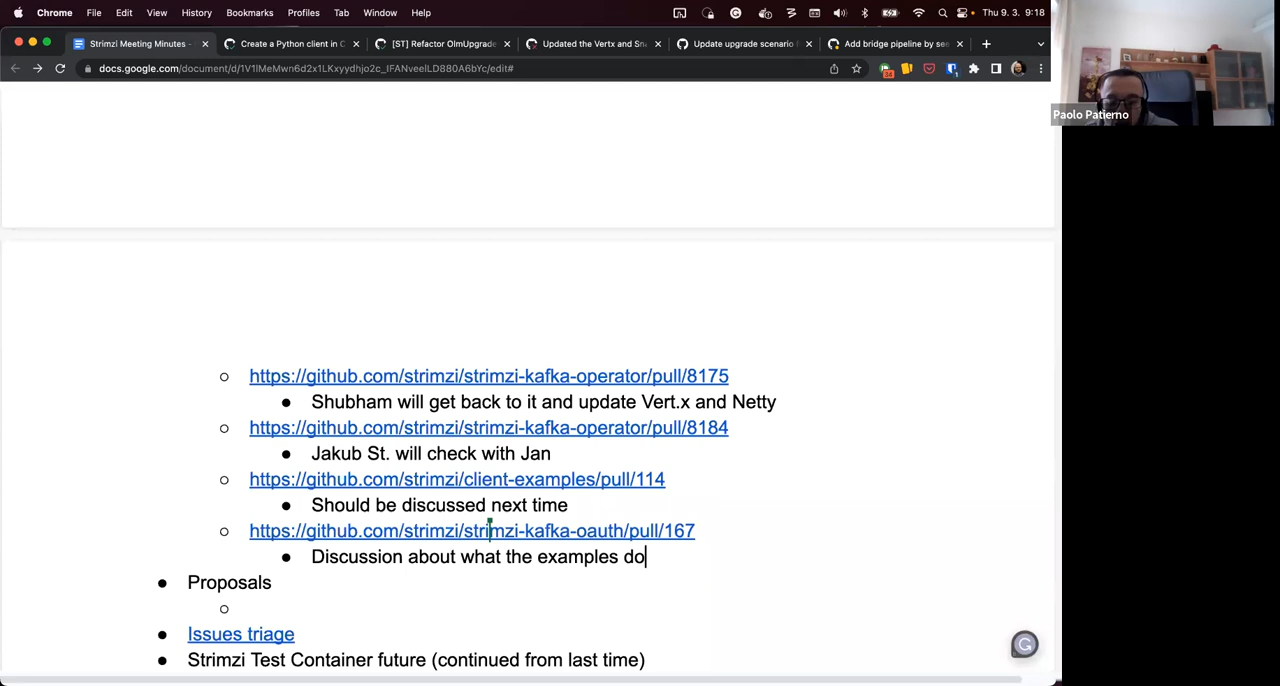 Chrome File Edit View History Bookmarks Profiles Tab Window Help Thu 9. 3. 9:18
Strimzi Meeting Minutes - Create a Python client in C [ST] Refactor OlmUpgrade Updated the Vertx and Sna Update upgrade scenario f Add bridge pipeline by see
docs.google.com/document/d/1V1lMeMwn6d2x1LKxyydhjo2c_IFANveelLD880A6bYc/edit#
34
Paolo Patierno
https://github.com/strimzi/strimzi-kafka-operator/pull/8175
Shubham will get back to it and update Vert.x and Netty
https://github.com/strimzi/strimzi-kafka-operator/pull/8184
Jakub St. will check with Jan
https://github.com/strimzi/client-examples/pull/114
Should be discussed next time
https://github.com/strimzi/strimzi-kafka-oauth/pull/167
Discussion about what the examples do
Proposals
Issues triage
Strimzi Test Container future (continued from last time)